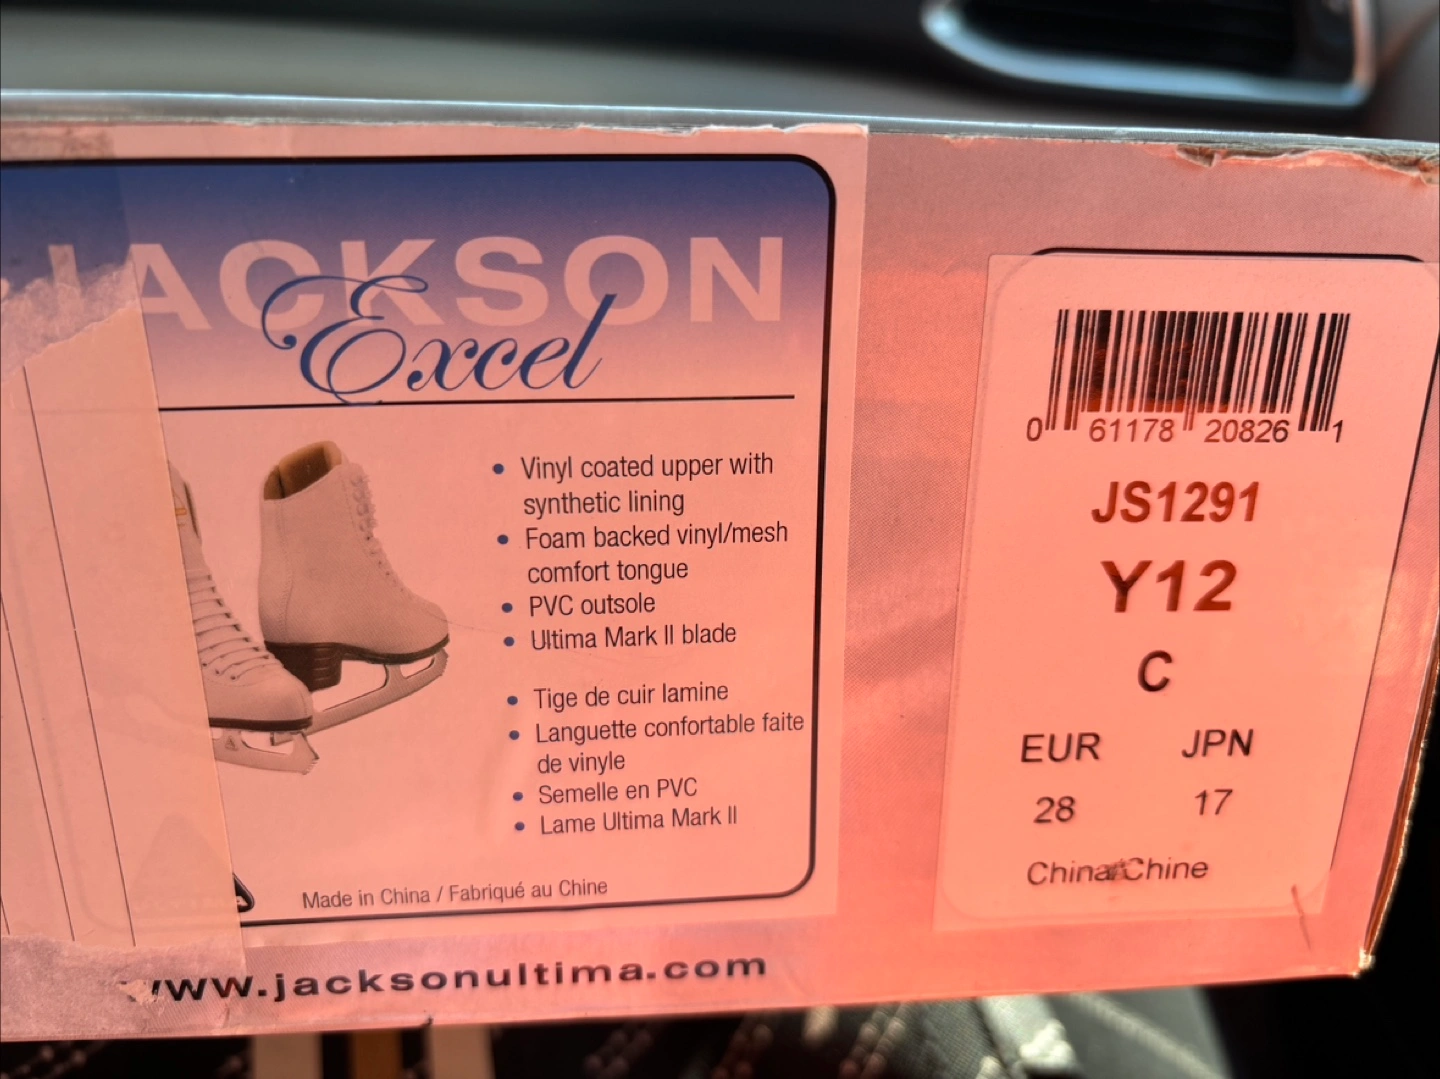 JACKSON
Excel
• Vinyl coated upper with
synthetic lining
• Foam backed vinyl/mesh
comfort tongue
• PVC outsole
• Ultima Mark II blade
• Tige de cuir lamine
• Languette confortable faite
de vinyle
• Semelle en PVC
• Lame Ultima Mark II
Made in China / Fabriqué au Chine
www.jacksonultima.com
0 61178 20826 1
JS1291
Y12
C
EUR JPN
28 17
China/Chine